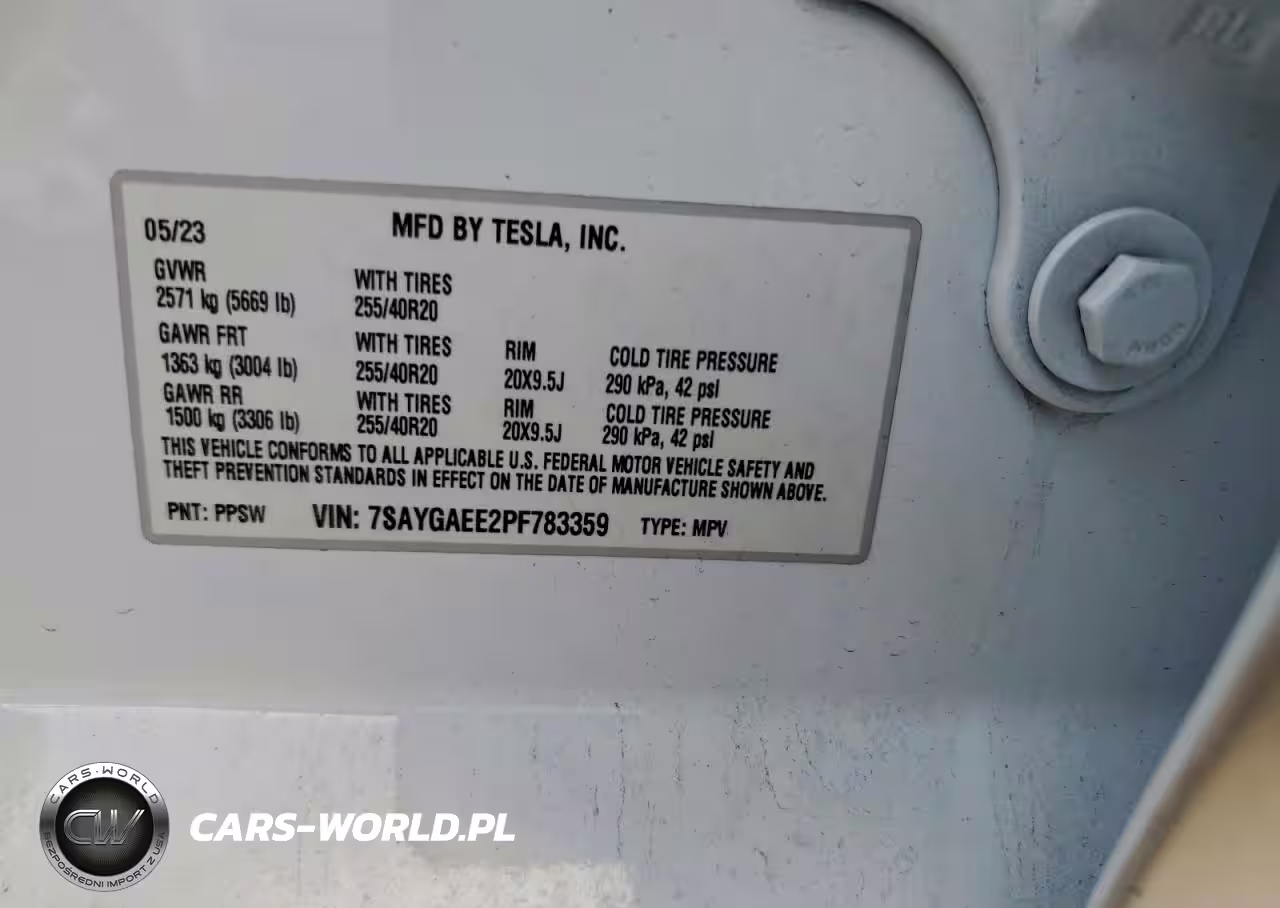 05/23 MFD BY TESLA, INC.
GVWR WITH TIRES
2571 kg (5669 lb) 255/40R20
GAWR FRT WITH TIRES RIM COLD TIRE PRESSURE
1363 kg (3004 lb) 255/40R20 20X9.5J 290 kPa, 42 psi
GAWR RR WITH TIRES RIM COLD TIRE PRESSURE
1500 kg (3306 lb) 255/40R20 20X9.5J 290 kPa, 42 psi
THIS VEHICLE CONFORMS TO ALL APPLICABLE U.S. FEDERAL MOTOR VEHICLE SAFETY AND
THEFT PREVENTION STANDARDS IN EFFECT ON THE DATE OF MANUFACTURE SHOWN ABOVE.
PNT: PPSW VIN: 7SAYGAEE2PF783359 TYPE: MPV
CARS-WORLD
CW
BEZPOŚREDNI IMPORT Z USA
CARS-WORLD.PL